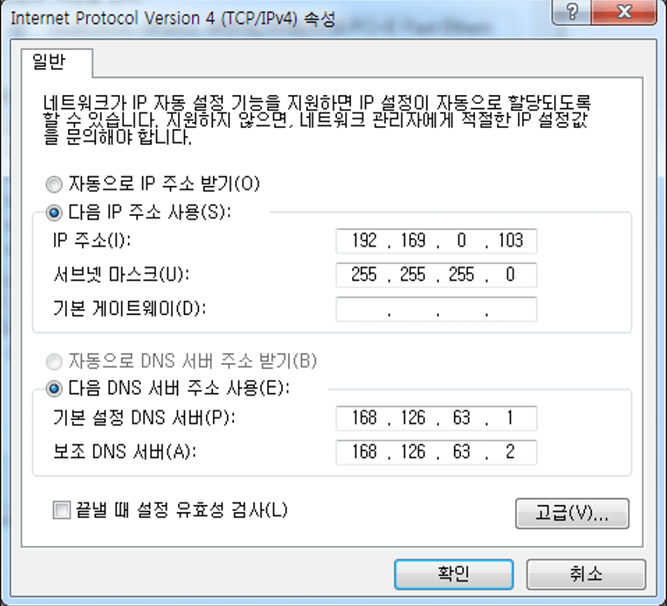 Internet Protocol Version 4 (TCP/IPv4) 속성
일반
네트워크가 IP 자동 설정 기능을 지원하면 IP 설정이 자동으로 할당되도록
할 수 있습니다. 지원하지 않으면, 네트워크 관리자에게 적절한 IP 설정값
을 문의해야 합니다.
자동으로 IP 주소 받기(O)
다음 IP 주소 사용(S):
IP 주소(I): 192 . 169 . 0 . 103
서브넷 마스크(U): 255 . 255 . 255 . 0
기본 게이트웨이(D): . . .
자동으로 DNS 서버 주소 받기(B)
다음 DNS 서버 주소 사용(E):
기본 설정 DNS 서버(P): 168 . 126 . 63 . 1
보조 DNS 서버(A): 168 . 126 . 63 . 2
끝낼 때 설정 유효성 검사(L)
고급(V)...
확인
취소